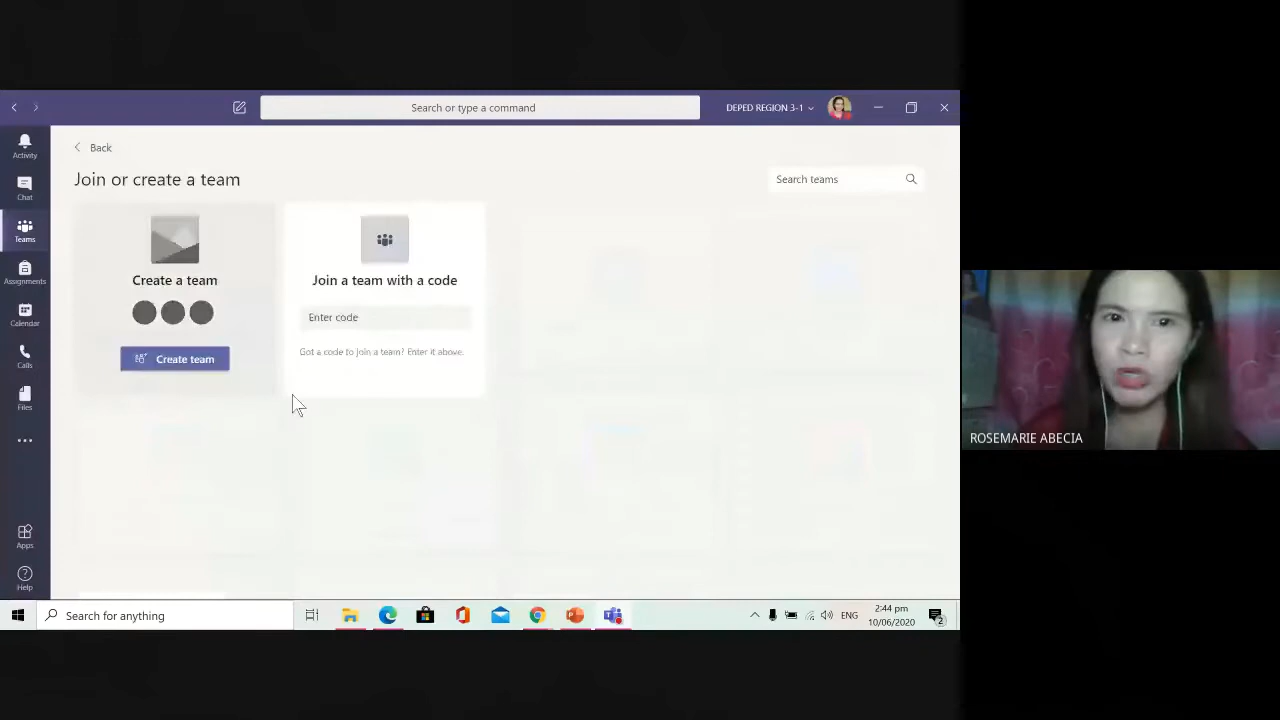 Search or type a command
DEPED REGION 3-1
Activity
Chat
Teams
Assignments
Calendar
Calls
Files
Apps
Help
Back
Join or create a team
Search teams
Create a team
Create team
Join a team with a code
Enter code
Got a code to join a team? Enter it above.
ROSEMARIE ABECIA
Search for anything
ENG
2:44 pm
10/06/2020
2